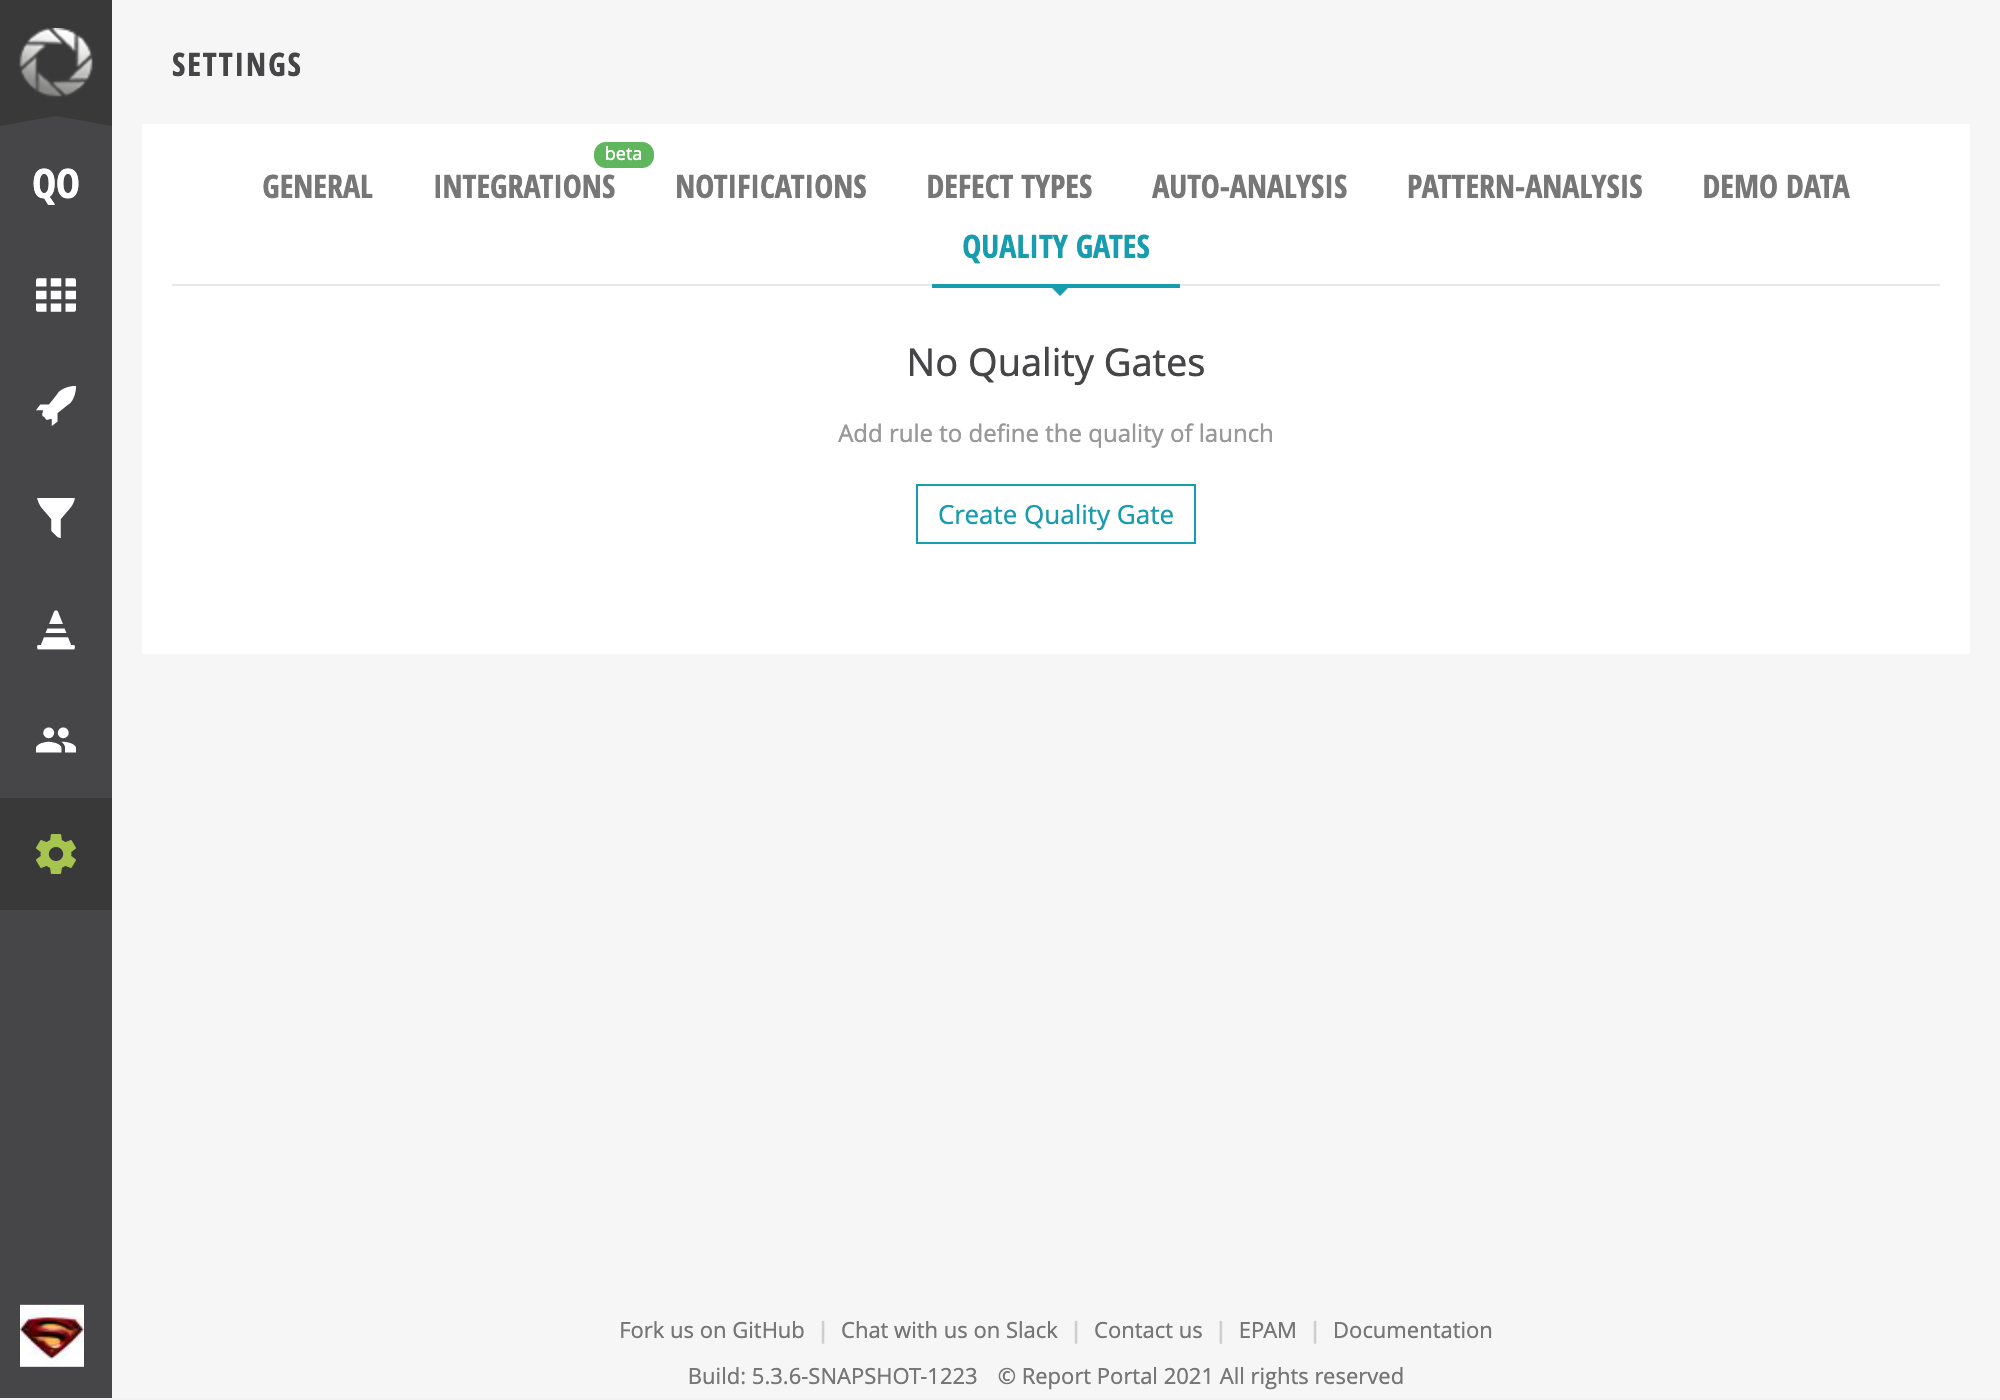 SETTINGS
QO
beta
GENERAL INTEGRATIONS NOTIFICATIONS DEFECT TYPES AUTO-ANALYSIS PATTERN-ANALYSIS DEMO DATA
QUALITY GATES
No Quality Gates
Add rule to define the quality of launch
Create Quality Gate
Fork us on GitHub | Chat with us on Slack | Contact us | EPAM | Documentation
Build: 5.3.6-SNAPSHOT-1223 © Report Portal 2021 All rights reserved